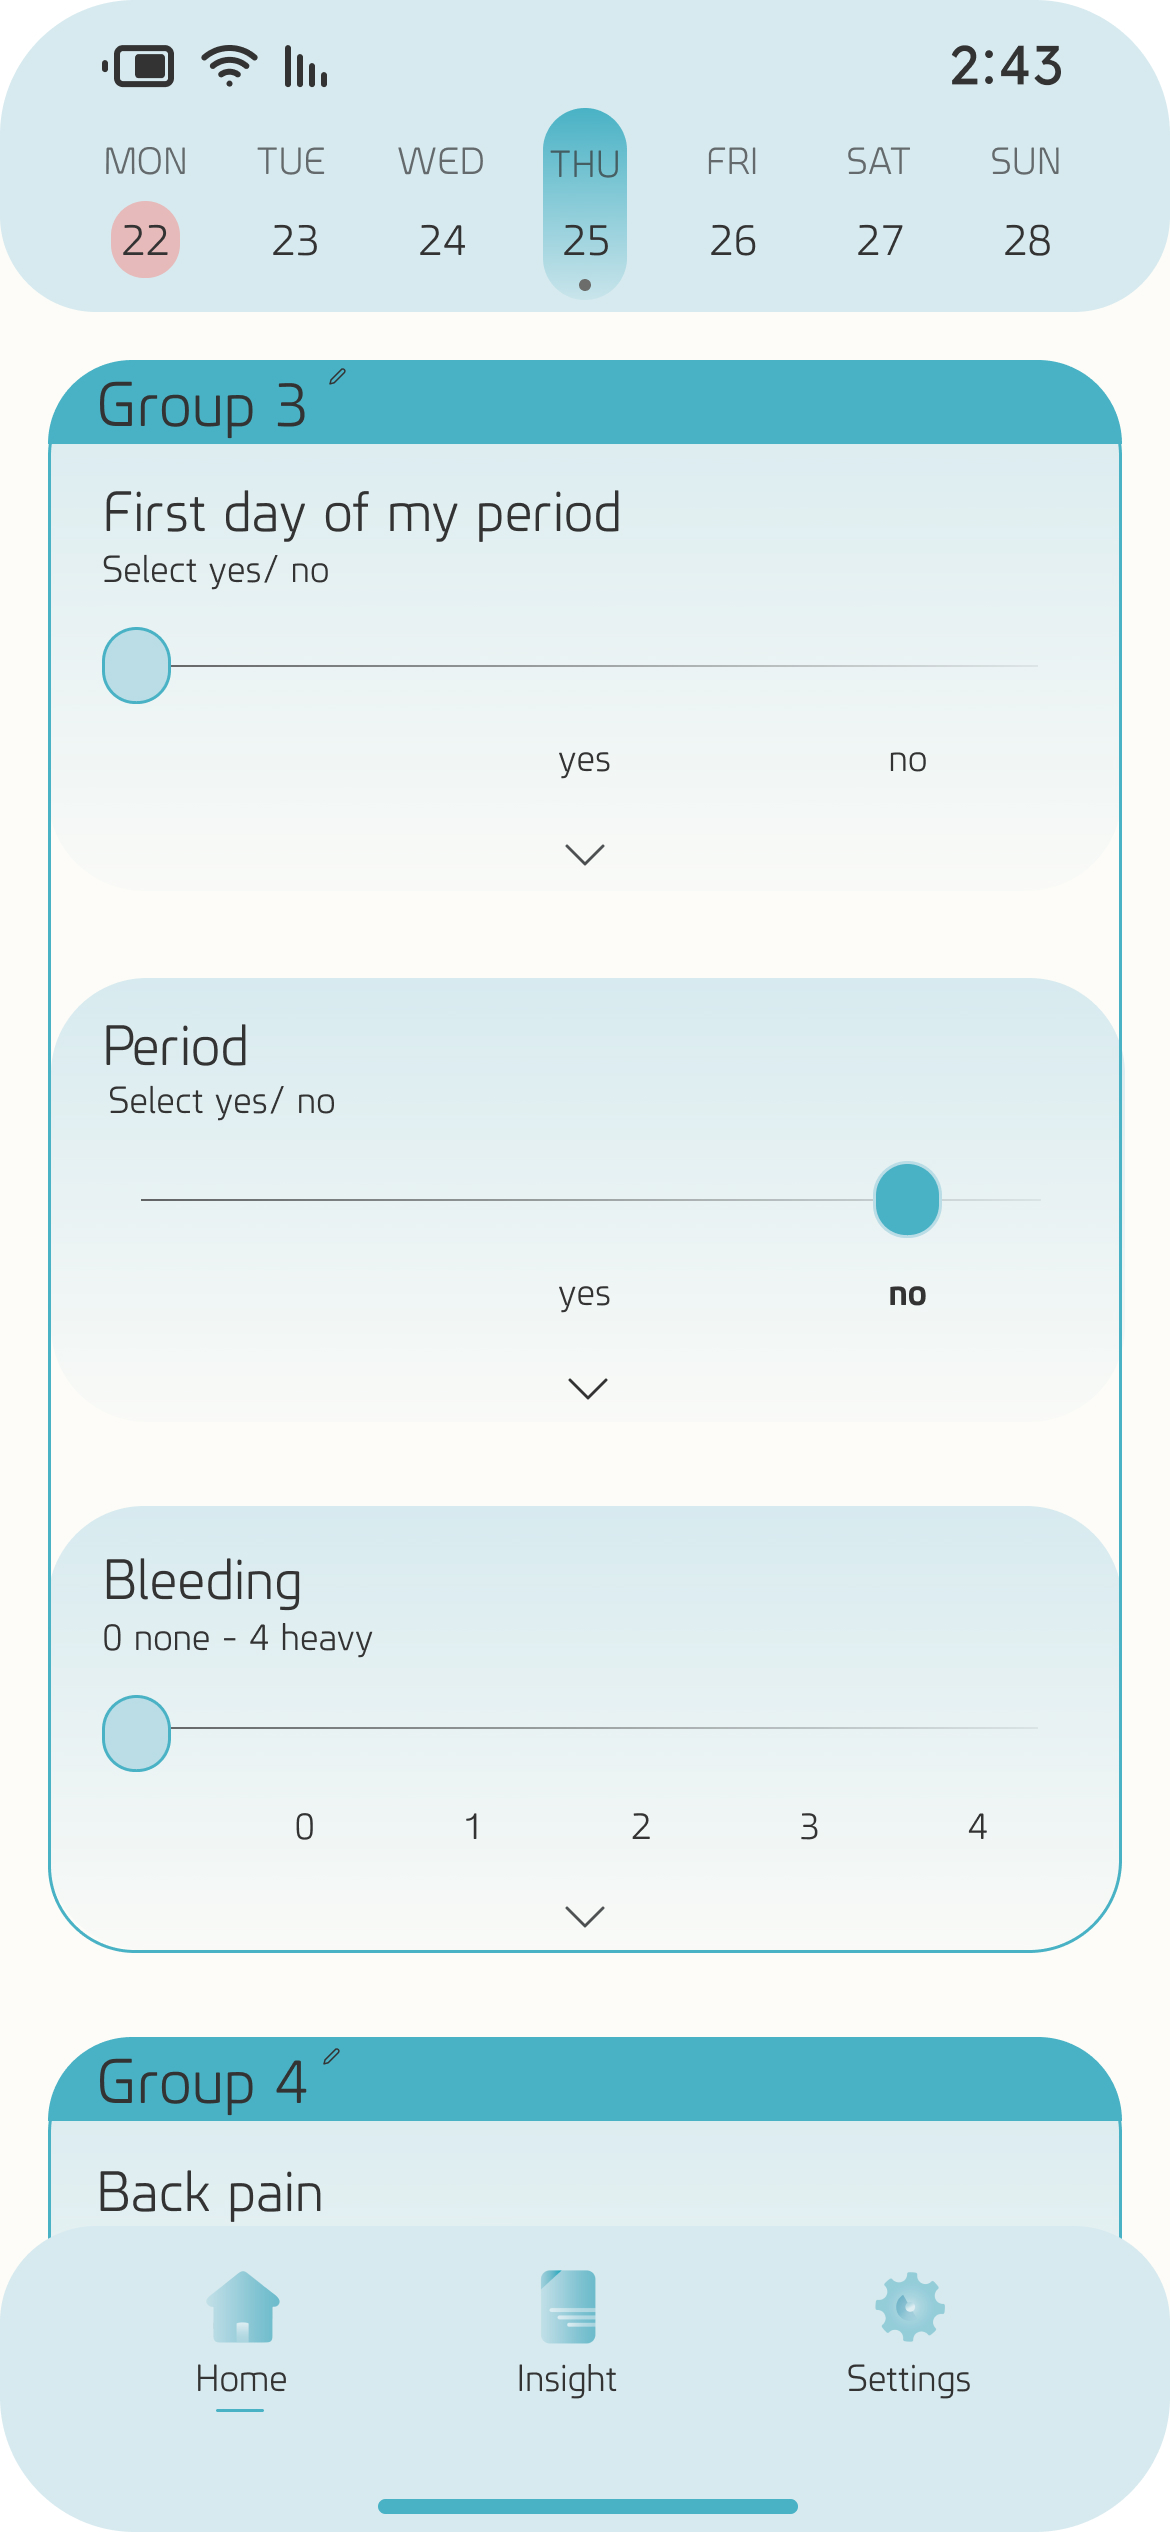 2:43
MON TUE WED THU FRI SAT SUN
22 23 24 25 26 27 28
Group 3
First day of my period
Select yes/ no
yes no
Period
Select yes/ no
yes no
Bleeding
0 none - 4 heavy
0 1 2 3 4
Group 4
Back pain
Home Insight Settings